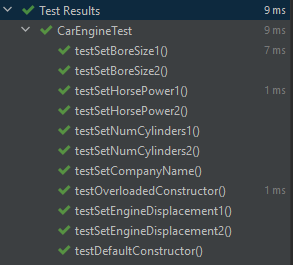 Test Results 9 ms
CarEngineTest 9 ms
testSetBoreSize1() 7 ms
testSetBoreSize2()
testSetHorsePower1() 1 ms
testSetHorsePower2()
testSetNumCylinders1()
testSetNumCylinders2()
testSetCompanyName()
testOverloadedConstructor() 1 ms
testSetEngineDisplacement1()
testSetEngineDisplacement2()
testDefaultConstructor()